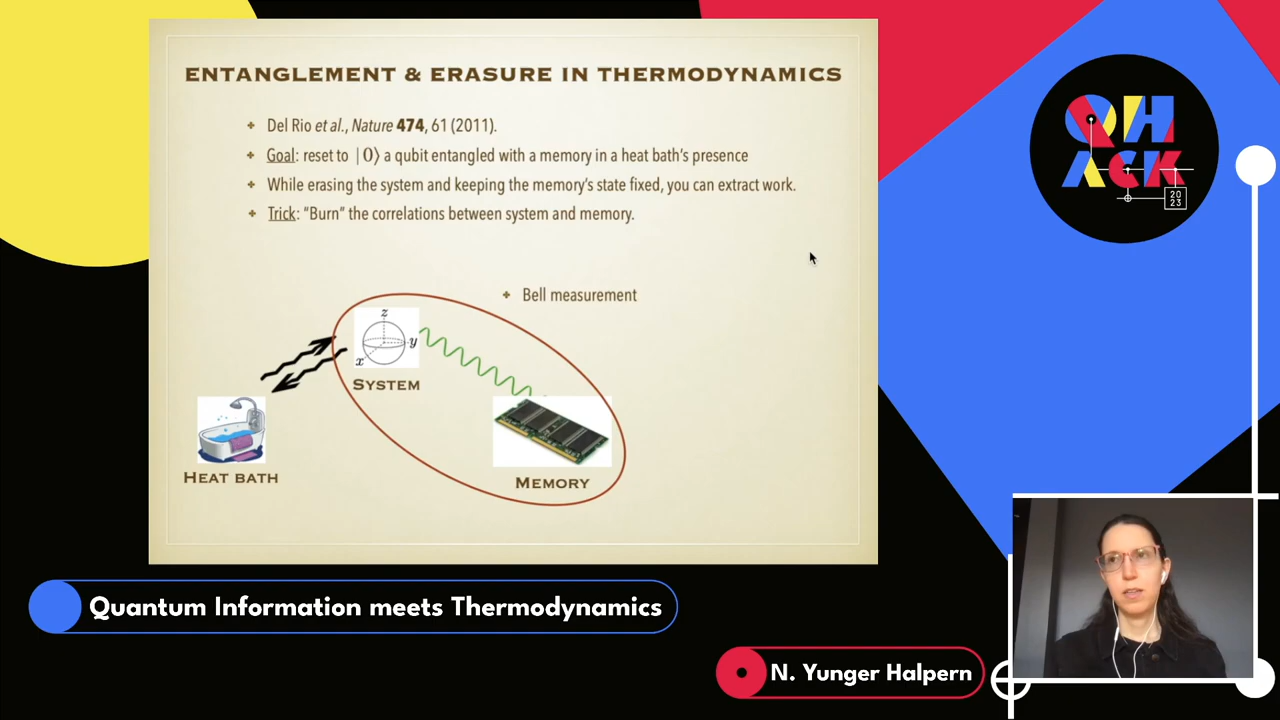 ENTANGLEMENT & ERASURE IN THERMODYNAMICS
Del Rio et al., Nature 474, 61 (2011).
Goal: reset to |0⟩ a qubit entangled with a memory in a heat bath's presence
While erasing the system and keeping the memory's state fixed, you can extract work.
Trick: "Burn" the correlations between system and memory.
Bell measurement
z
y
x
SYSTEM
HEAT BATH
MEMORY
QH
ACK
20
23
Quantum Information meets Thermodynamics
N. Yunger Halpern